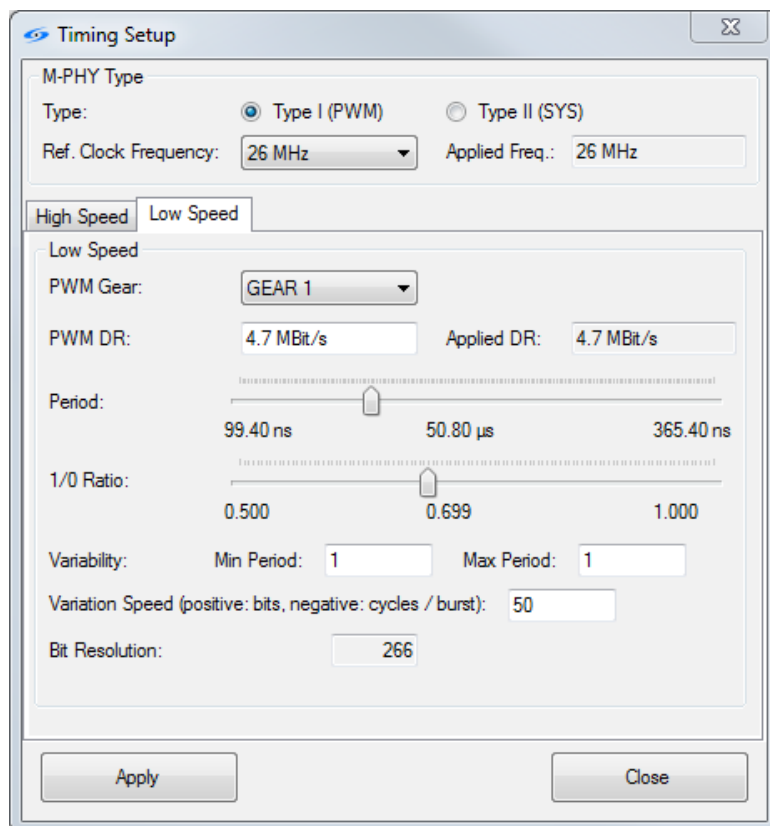 Timing Setup
M-PHY Type
Type: Type I (PWM) Type II (SYS)
Ref. Clock Frequency: 26 MHz Applied Freq.: 26 MHz
High Speed Low Speed
Low Speed
PWM Gear: GEAR 1
PWM DR: 4.7 MBit/s Applied DR: 4.7 MBit/s
Period:
99.40 ns 50.80 µs 365.40 ns
1/0 Ratio:
0.500 0.699 1.000
Variability: Min Period: 1 Max Period: 1
Variation Speed (positive: bits, negative: cycles / burst): 50
Bit Resolution: 266
Apply Close